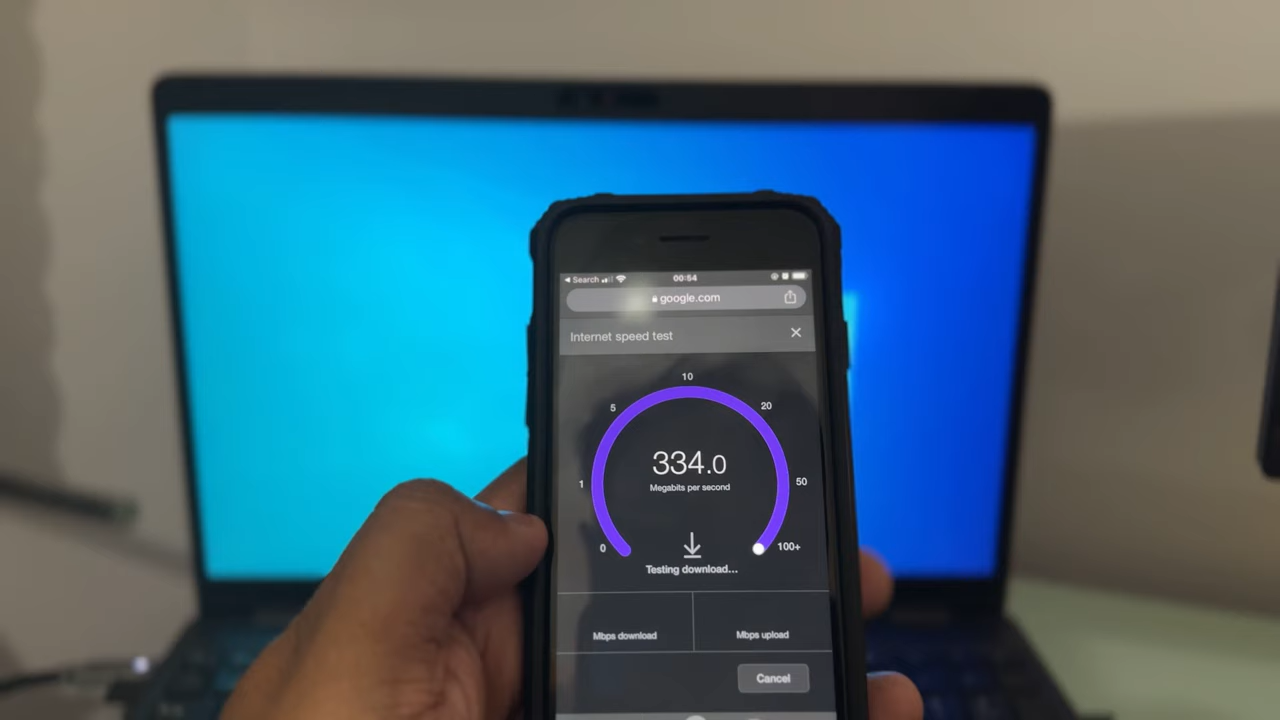 Search 00:54
google.com
Internet speed test
10
5 20
334.0
Megabits per second
1 50
0 100+
Testing download...
Mbps download Mbps upload
Cancel